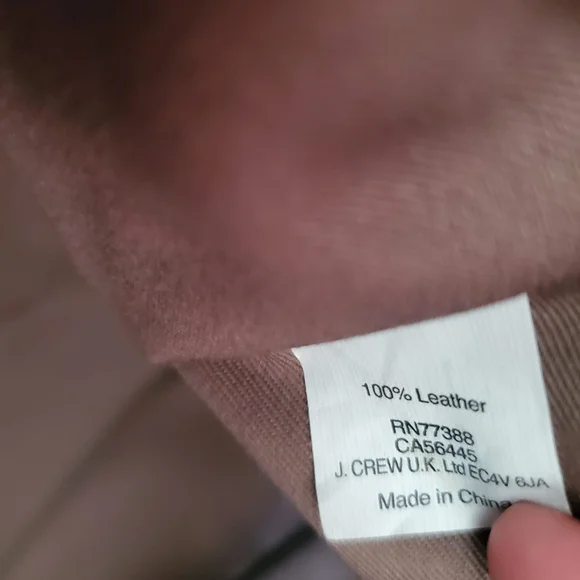 100% Leather
RN77388
CA56445
J. CREW U.K. Ltd EC4V 6JA
Made in China